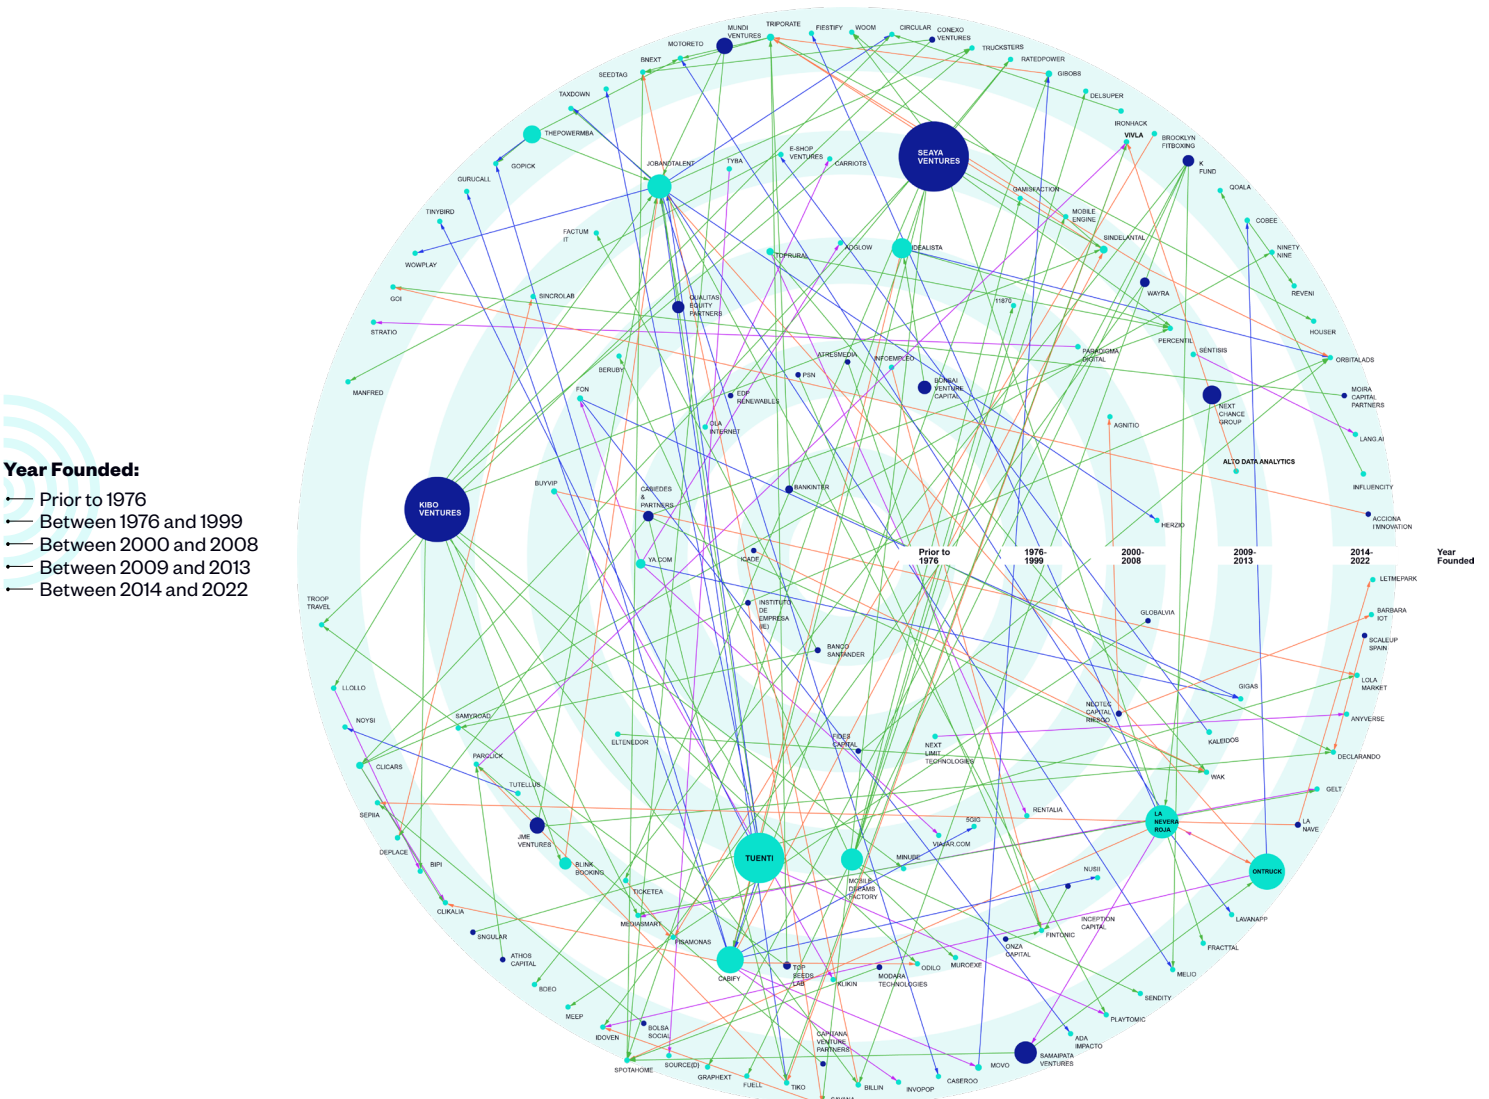 Year Founded:
Prior to 1976
Between 1976 and 1999
Between 2000 and 2008
Between 2009 and 2013
Between 2014 and 2022
MUNDI
VENTURES
TRIPORATE
FIESTIFY
WOOM
CIRCULAR
CONEXO
VENTURES
MOTORETO
TRUCKSTERS
BNEXT
RATEDPOWER
SEEDTAG
GIBOBS
TAXDOWN
DELSUPER
THEPOWERMBA
IRONHACK
VIVLA
BROOKLYN
FITBOXING
GOPICK
JOBANDTALENT
TYBA
E-SHOP
VENTURES
CARRIOTS
SEAYA
VENTURES
K
FUND
GURUCALL
GAMISFACTION
QOALA
TINYBIRD
MOBILE
ENGINE
COBEE
FACTUM
IT
TOPRURAL
ADGLOW
IDEALISTA
SINDELANTAL
NINETY
NINE
WOWPLAY
GOI
SINCROLAB
QUALITAS
EQUITY
PARTNERS
11870
WAYRA
REVENI
STRATIO
HOUSER
PERCENTIL
BERUBY
ATRESMEDIA
INFOEMPLEO
PARADIGMA
DIGITAL
SENTISIS
ORBITALADS
MANFRED
FON
PSN
EDP
RENEWABLES
BONSAI
VENTURE
CAPITAL
NEXT
CHANCE
GROUP
MOIRA
CAPITAL
PARTNERS
OLA
INTERNET
AGNITIO
LANG.AI
ALTO DATA ANALYTICS
BUYVIP
CABIEDES
&
PARTNERS
BANKINTER
INFLUENCITY
KIBO
VENTURES
HERZIO
ACCIONA
I'MNOVATION
YA.COM
ICADE
Prior to
1976
1976-
1999
2000-
2008
2009-
2013
2014-
2022
Year
Founded
LETMEPARK
TROOP
TRAVEL
INSTITUTO
DE
EMPRESA
(IE)
GLOBALVIA
BARBARA
IOT
SCALEUP
SPAIN
BANCO
SANTANDER
LLOLLO
GIGAS
LOLA
MARKET
NOYSI
SAMYROAD
NEOTEC
CAPITAL
RIESGO
ANYVERSE
ELTENEDOR
FIDES
CAPITAL
NEXT
LIMIT
TECHNOLOGIES
KALEIDOS
CLICARS
PARCLICK
DECLARANDO
TUTELLUS
WAK
GELT
SEPIIA
RENTALIA
LA
NEVERA
ROJA
LA
NAVE
JME
VENTURES
5GIG
VIAJAR.COM
DEPLACE
BIPI
BLINK
BOOKING
TUENTI
MOBILE
DREAMS
FACTORY
MINUBE
NUSII
ONTRUCK
TICKETEA
CLIKALIA
MEDIASMART
INCEPTION
CAPITAL
LAVANAPP
SNGULAR
PISAMONAS
FINTONIC
ONZA
CAPITAL
FRACTTAL
ATHOS
CAPITAL
CABIFY
TOP
SEEDS
LAB
KLIKIN
MODARA
TECHNOLOGIES
ODILO
MUROEXE
MELIO
SENDITY
MEEP
PLAYTOMIC
IDOVEN
BOLSA
SOCIAL
CAPITANA
VENTURE
PARTNERS
ADA
IMPACTO
SAMAIPATA
VENTURES
SPOTAHOME
SOURCE{D}
GRAPHEXT
FUELL
TIKO
BILLIN
INVOPOP
CASEROO
MOVO